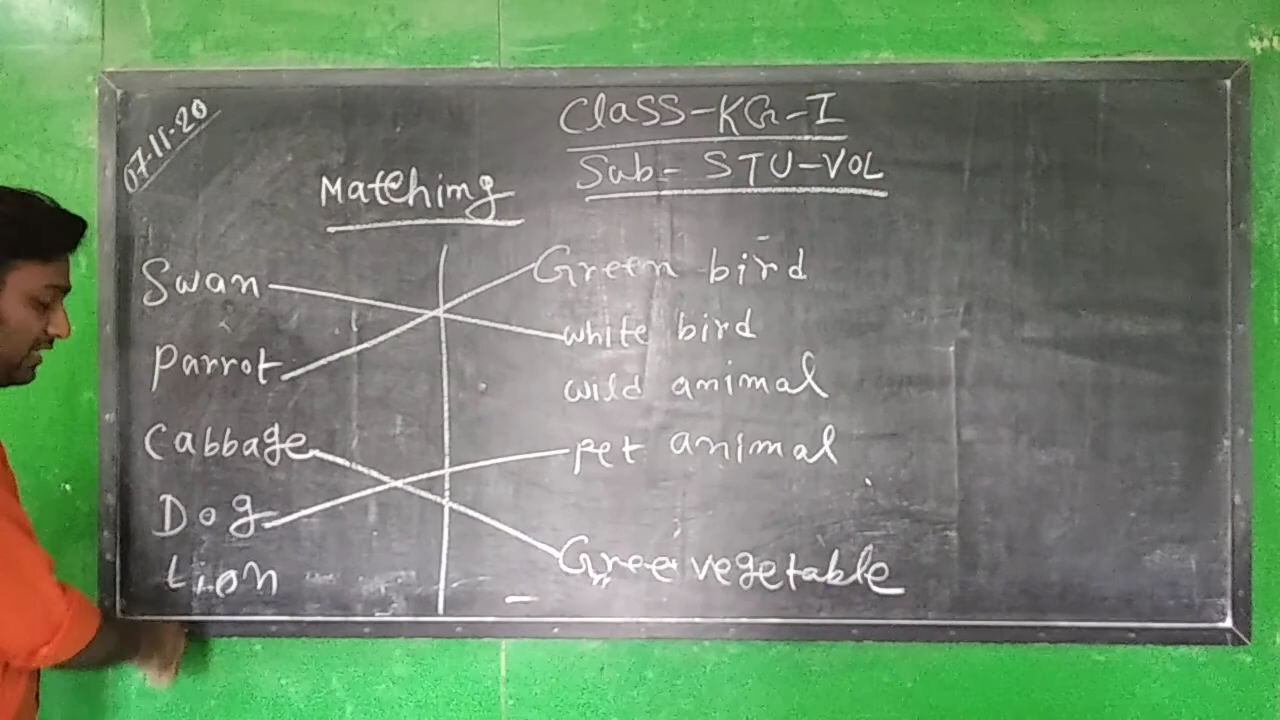 07-11-20
Class-KG-I
Sub- STU-VOL
Matching
Swan
Green bird
Parrot
white bird
wild animal
Cabbage
pet animal
Dog
Gree vegetable
Lion